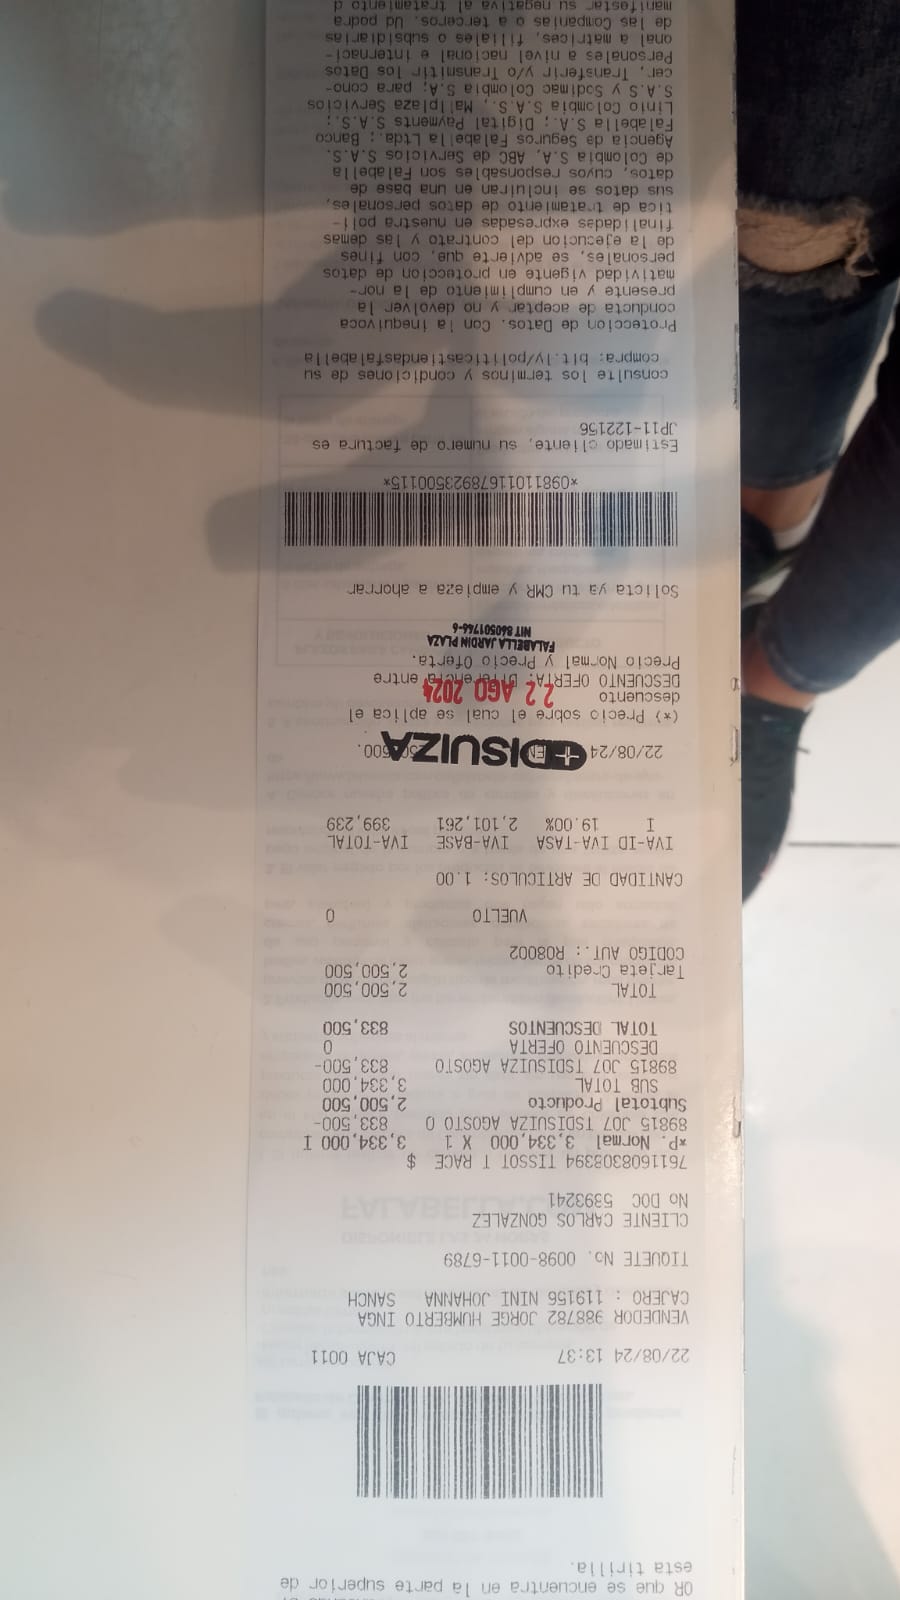 OR que se encuentra en la parte superior de
esta tirilla.
22/08/24 13:37 CAJA 0011
VENDEDOR 988782 JORGE HUMBERTO INGA
CAJERO : 119156 NINI JOHANNA SANCH
TIQUETE No. 0098-0011-6789
CLIENTE CARLOS GONZALEZ
No DOC 5393241
7611608308394 TISSOT T RACE $
*P. Normal 3,334,000 X 1 3,334,000 I
89815 J07 TSDISUIZA AGOSTO 0 833,500-
Subtotal Producto 2,500,500
SUB TOTAL 3,334,000
89815 J07 TSDISUIZA AGOSTO 833,500-
DESCUENTO OFERTA 0
TOTAL DESCUENTOS 833,500
TOTAL 2,500,500
Tarjeta Credito 2,500,500
CODIGO AUT.: R08002
VUELTO 0
CANTIDAD DE ARTICULOS: 1.00
IVA-ID IVA-TASA IVA-BASE IVA-TOTAL
I 19.00% 2,101,261 399,239
22/08/24
DISUIZA
(*) Precio sobre el cual se aplica el
descuento
22 AGO 2024
DESCUENTO OFERTA: Diferencia entre
Precio Normal y Precio Oferta.
FALABELLA JARDIN PLAZA
NIT 860501746-6
Solicta ya tu CMR y empieza a ahorrar
*09811011678923500115*
Estimado cliente, su numero de factura es
JP11-122156
consulte los terminos y condiciones de su
compra: bit.ly/politicastiendasfalabella
Proteccion de Datos. Con la inequivoca
conducta de aceptar y no devolver la
presente y en cumplimiento de la nor-
matividad vigente en proteccion de datos
personales, se advierte que, con fines
de la ejecucion del contrato y las demas
finalidades expresadas en nuestra poli-
tica de tratamiento de datos personales,
sus datos se incluiran en una base de
datos, cuyos responsables son Falabella
de Colombia S.A, ABC de Servicios S.A.S.
Agencia de Seguros Falabella Ltda.; Banco
Falabella S.A.; Digital Payments S.A.S.;
Linio Colombia S.A.S., Mallplaza Servicios
S.A.S y Sodimac Colombia S.A; para cono-
cer, Transferir y/o Transmitir los Datos
Personales a nivel nacional e internaci-
onal a matrices, filiales o subsidiarias
de las Companias o a terceros. Ud podra
manifestar su negativa al tratamiento d